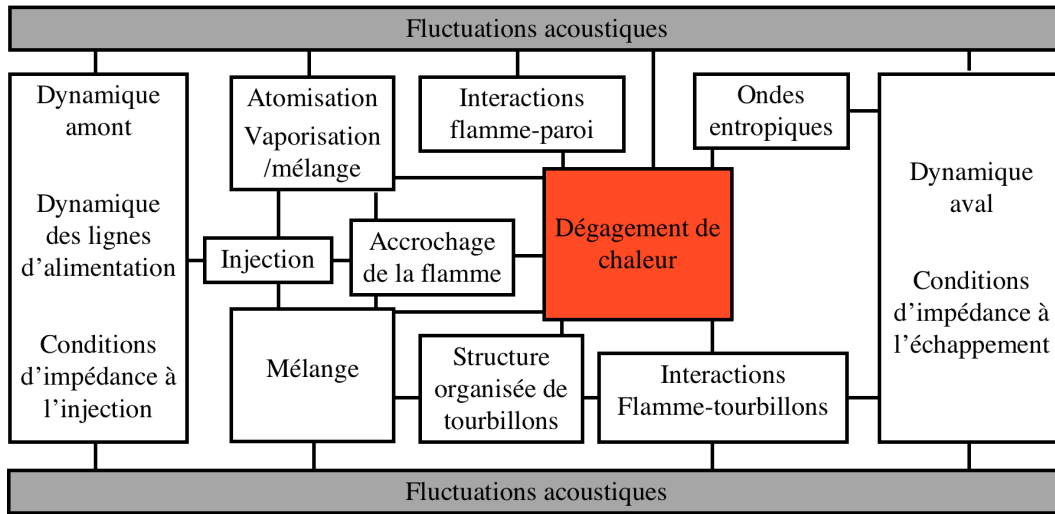 Fluctuations acoustiques
Dynamique
amont
Dynamique
des lignes
d'alimentation
Conditions
d'impédance à
l'injection
Atomisation
Vaporisation
/mélange
Interactions
flamme-paroi
Ondes
entropiques
Injection
Accrochage
de la flamme
Dégagement de
chaleur
Dynamique
aval
Conditions
d'impédance à
l'échappement
Mélange
Structure
organisée de
tourbillons
Interactions
Flamme-tourbillons
Fluctuations acoustiques